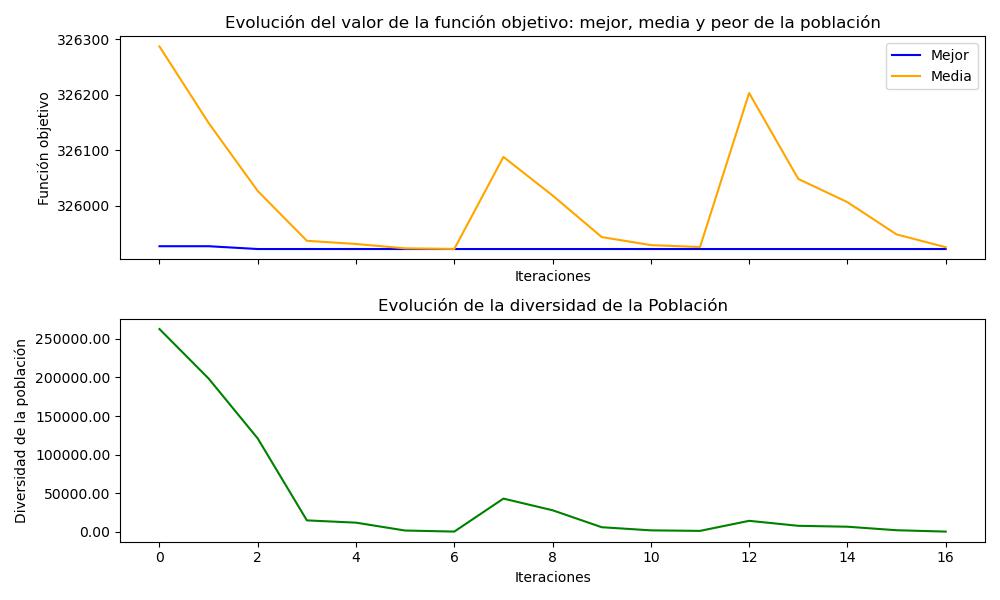 Evolución del valor de la función objetivo: mejor, media y peor de la población
326300
326200
326100
326000
Función objetivo
Mejor
Media
Iteraciones
Evolución de la diversidad de la Población
250000.00
200000.00
150000.00
100000.00
50000.00
0.00
Diversidad de la población
0 2 4 6 8 10 12 14 16
Iteraciones